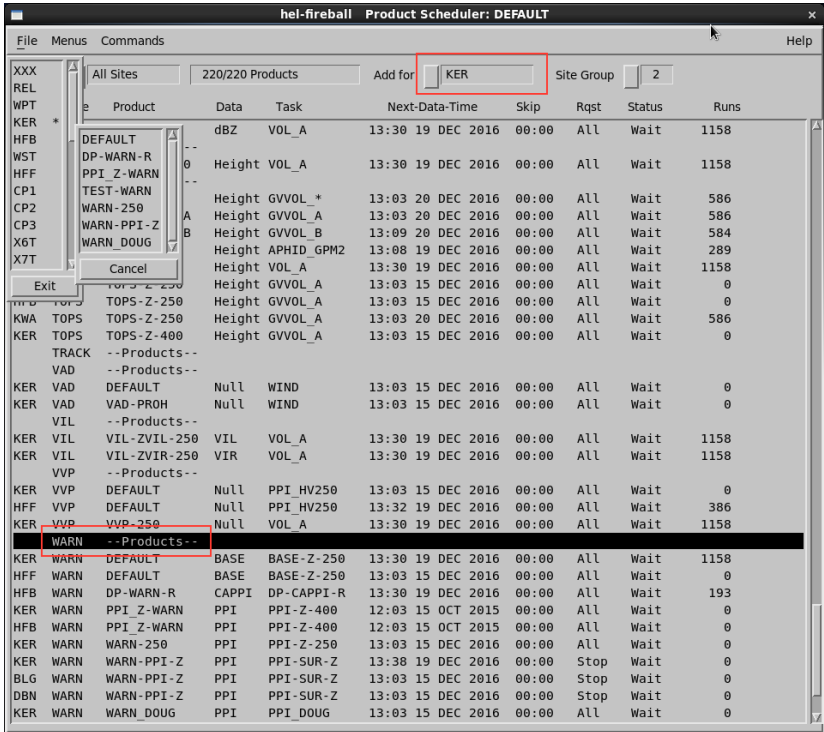 hel-fireball Product Scheduler: DEFAULT ×
File Menus Commands Help
All Sites 220/220 Products Add for KER Site Group 2
e Product Data Task Next-Data-Time Skip Rqst Status Runs
XXX
REL
WPT
KER *
HFB
WST
HFF
CP1
CP2
CP3
X6T
X7T
Exit
DEFAULT
DP-WARN-R
PPI_Z-WARN
TEST-WARN
WARN-250
WARN-PPI-Z
WARN_DOUG
Cancel
dBZ VOL_A 13:30 19 DEC 2016 00:00 All Wait 1158
--
0 Height VOL_A 13:30 19 DEC 2016 00:00 All Wait 1158
--
Height GVVOL_* 13:03 20 DEC 2016 00:00 All Wait 586
A Height GVVOL_A 13:03 20 DEC 2016 00:00 All Wait 586
B Height GVVOL_B 13:09 20 DEC 2016 00:00 All Wait 584
Height APHID_GPM2 13:08 19 DEC 2016 00:00 All Wait 289
Height VOL_A 13:30 19 DEC 2016 00:00 All Wait 1158
TOPS-Z-250 Height GVVOL_A 13:03 15 DEC 2016 00:00 All Wait 0
HFB TOPS TOPS-Z-250 Height GVVOL_A 13:03 15 DEC 2016 00:00 All Wait 0
KWA TOPS TOPS-Z-250 Height GVVOL_A 13:03 20 DEC 2016 00:00 All Wait 586
KER TOPS TOPS-Z-400 Height GVVOL_A 13:03 15 DEC 2016 00:00 All Wait 0
TRACK --Products--
VAD --Products--
KER VAD DEFAULT Null WIND 13:03 15 DEC 2016 00:00 All Wait 0
KER VAD VAD-PROH Null WIND 13:03 15 DEC 2016 00:00 All Wait 0
VIL --Products--
KER VIL VIL-ZVIL-250 VIL VOL_A 13:30 19 DEC 2016 00:00 All Wait 1158
KER VIL VIL-ZVIR-250 VIR VOL_A 13:30 19 DEC 2016 00:00 All Wait 1158
VVP --Products--
KER VVP DEFAULT Null PPI_HV250 13:03 15 DEC 2016 00:00 All Wait 0
HFF VVP DEFAULT Null PPI_HV250 13:32 19 DEC 2016 00:00 All Wait 386
KER VVP VVP-250 Null VOL_A 13:30 19 DEC 2016 00:00 All Wait 1158
WARN --Products--
KER WARN DEFAULT BASE BASE-Z-250 13:30 19 DEC 2016 00:00 All Wait 1158
HFF WARN DEFAULT BASE BASE-Z-250 13:03 15 DEC 2016 00:00 All Wait 0
HFB WARN DP-WARN-R CAPPI DP-CAPPI-R 13:30 19 DEC 2016 00:00 All Wait 193
KER WARN PPI_Z-WARN PPI PPI-Z-400 12:03 15 OCT 2015 00:00 All Wait 0
HFB WARN PPI_Z-WARN PPI PPI-Z-400 12:03 15 OCT 2015 00:00 All Wait 0
KER WARN WARN-250 PPI PPI-Z-250 13:03 15 DEC 2016 00:00 All Wait 0
KER WARN WARN-PPI-Z PPI PPI-SUR-Z 13:38 19 DEC 2016 00:00 Stop Wait 0
BLG WARN WARN-PPI-Z PPI PPI-SUR-Z 13:03 15 DEC 2016 00:00 Stop Wait 0
DBN WARN WARN-PPI-Z PPI PPI-SUR-Z 13:03 15 DEC 2016 00:00 Stop Wait 0
KER WARN WARN_DOUG PPI PPI_DOUG 13:03 15 DEC 2016 00:00 All Wait 0